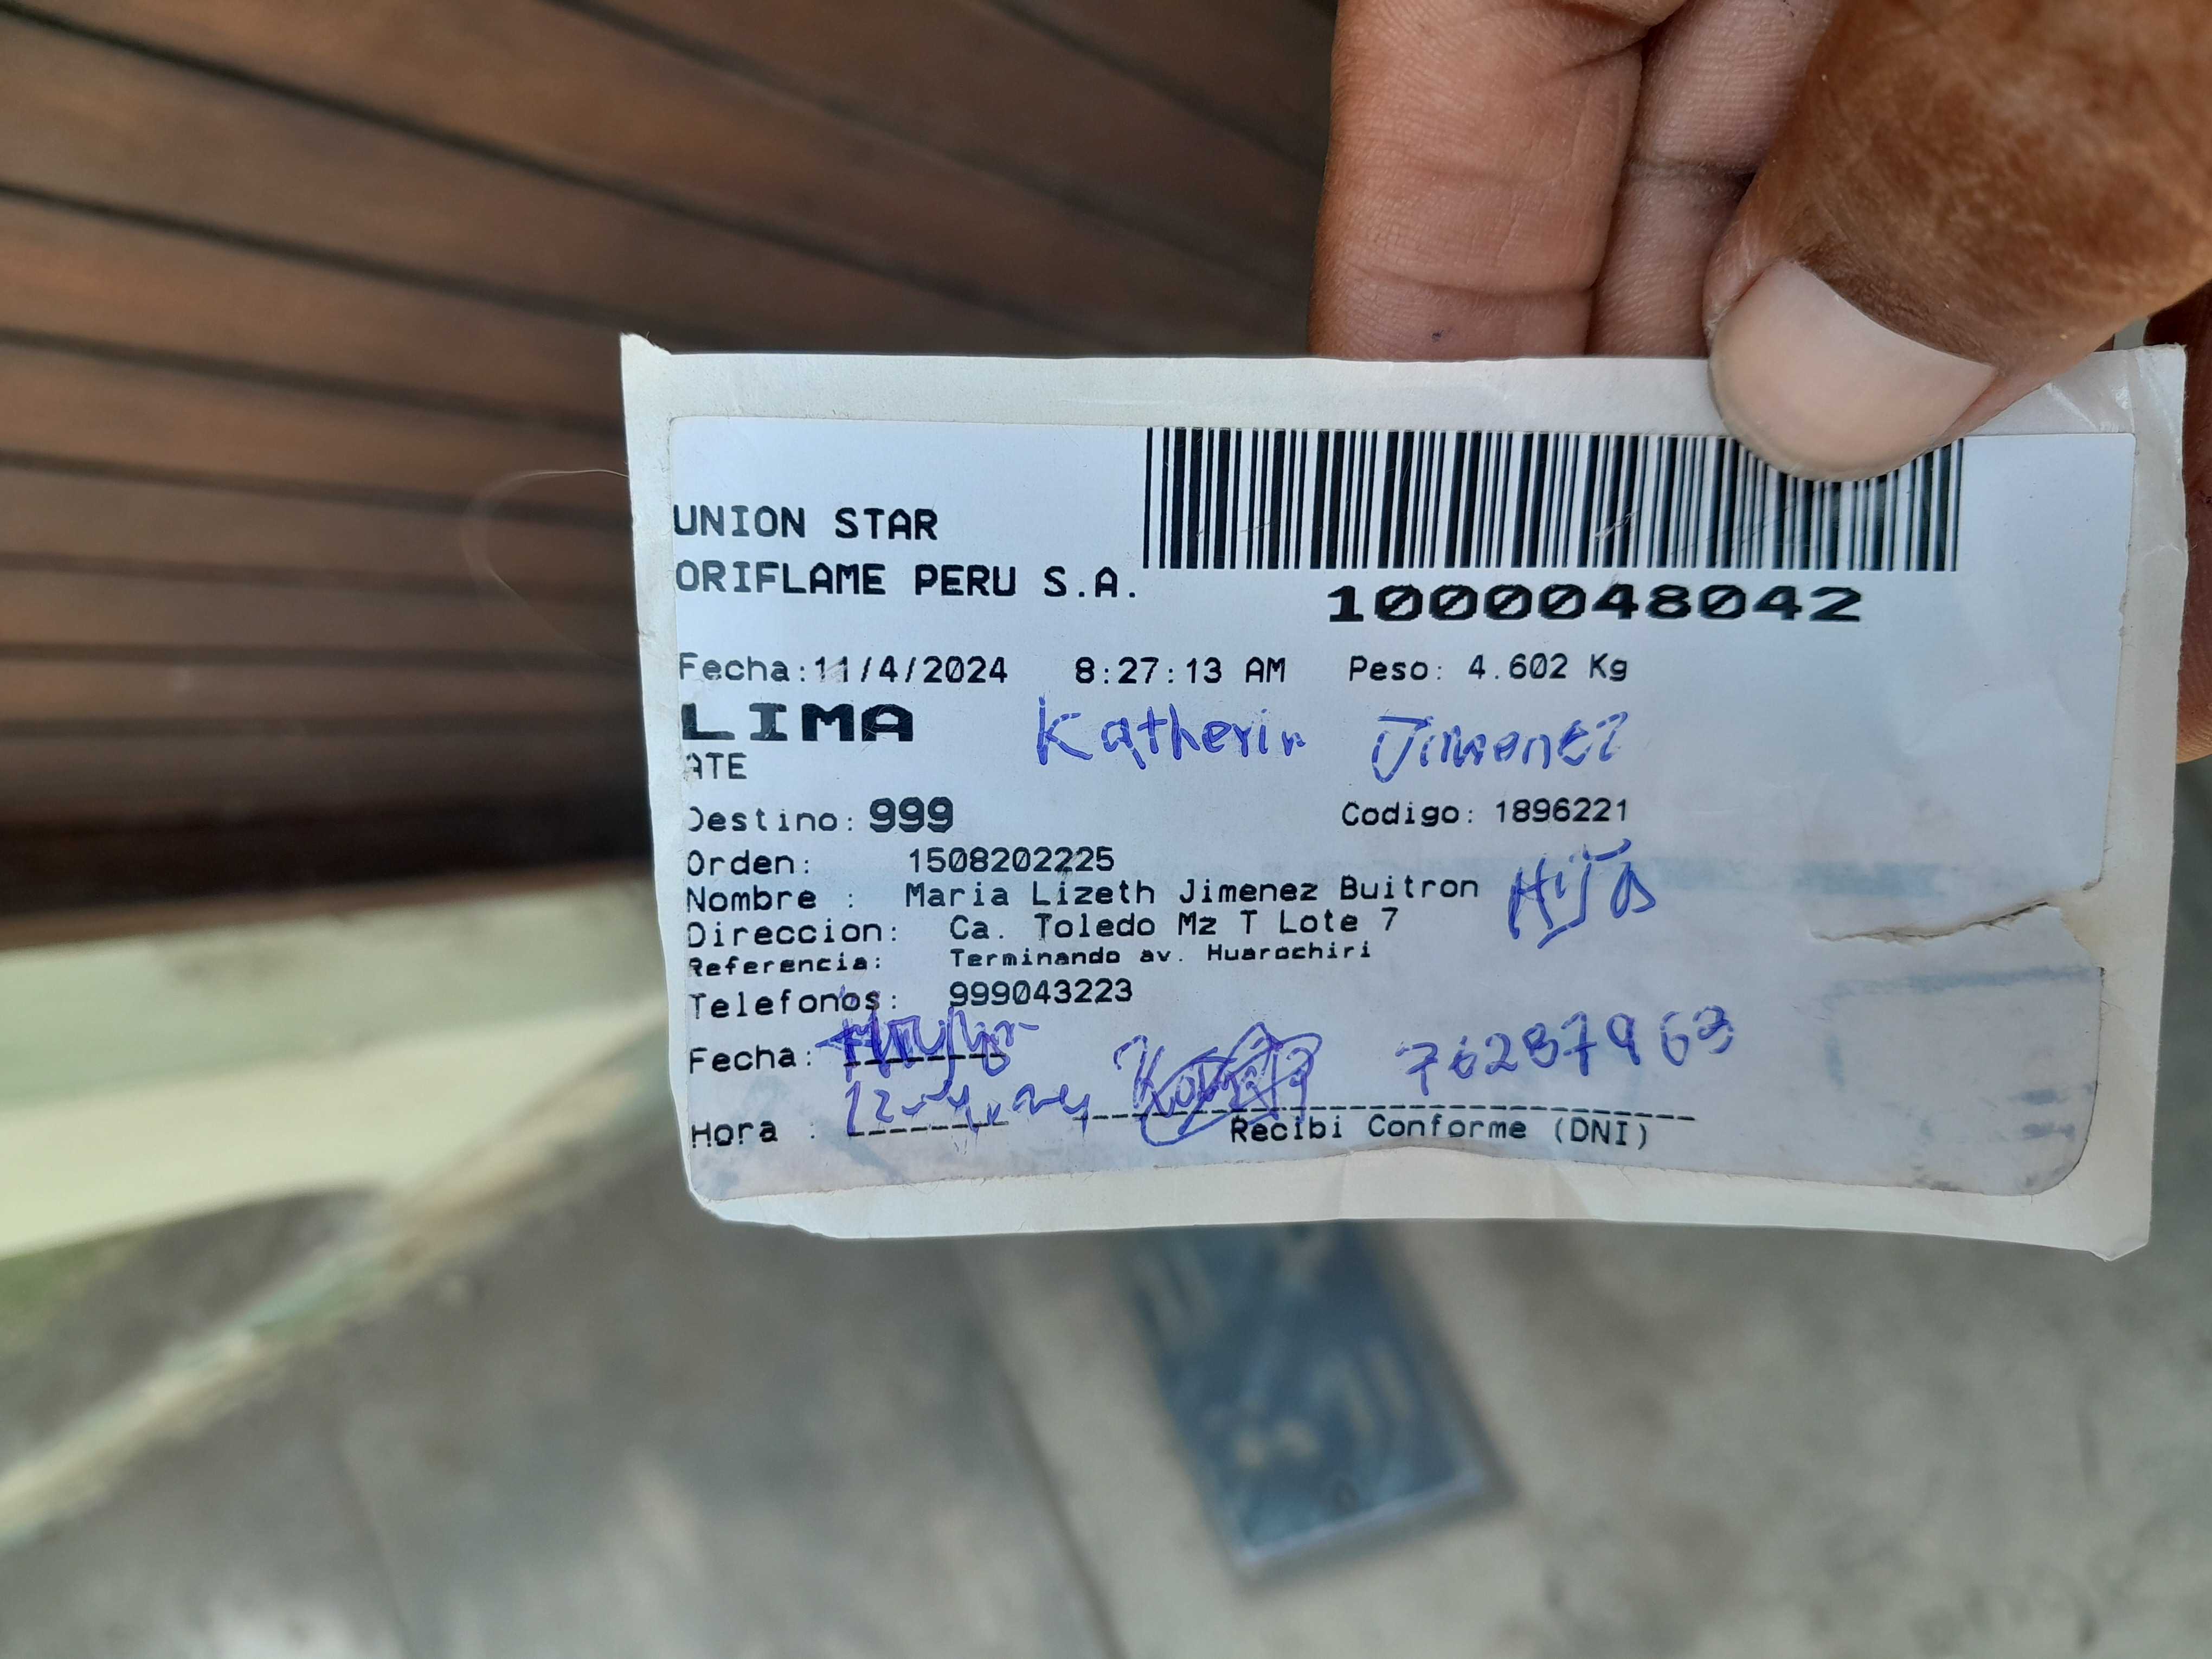 UNION STAR
ORIFLAME PERU S.A.
1000048042
Fecha:11/4/2024 8:27:13 AM Peso: 4.602 Kg
LIMA Katherin Jimenez
ATE
Destino: 999 Codigo: 1896221
Orden: 1508202225
Nombre : Maria Lizeth Jimenez Buitron Hija
Direccion: Ca. Toledo Mz T Lote 7
Referencia: Terminando av. Huarochiri
Telefonos: 999043223
Fecha:
Hora :
Recibi Conforme (DNI)